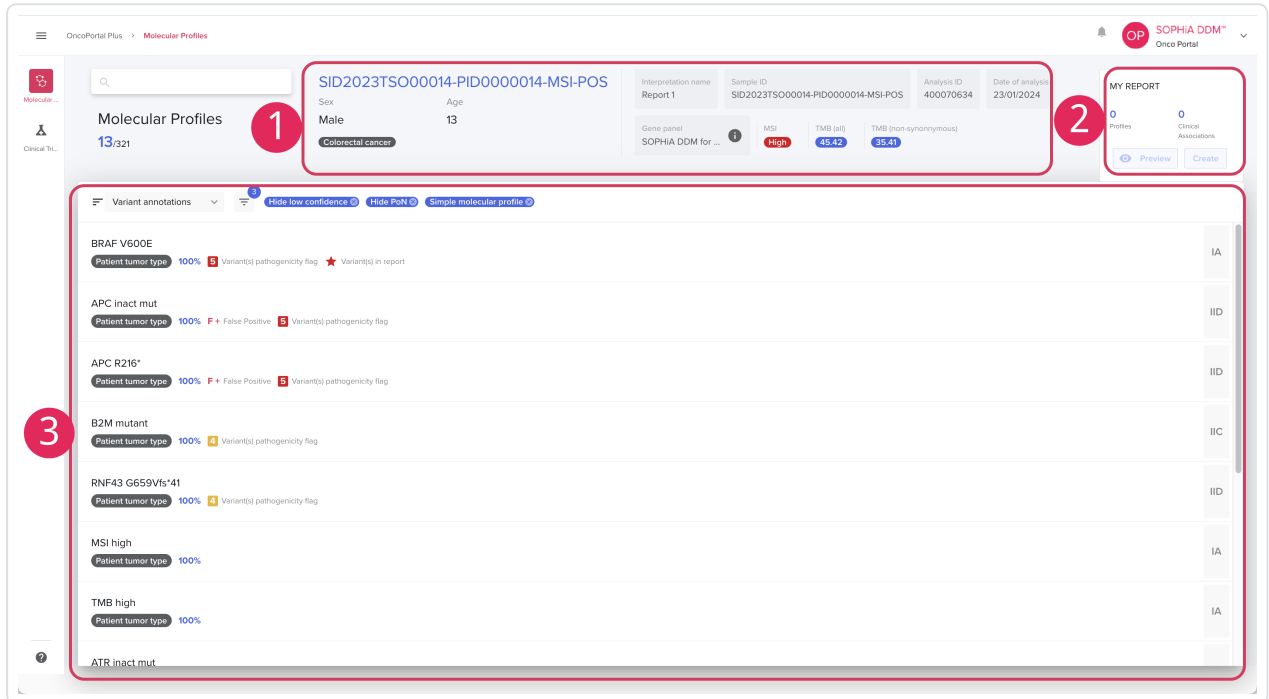 OncoPortal Plus > Molecular Profiles
OP
SOPHiA DDM™
Onco Portal
Molecular ...
Clinical Tri...
Molecular Profiles
13/321
1
SID2023TSO00014-PID0000014-MSI-POS
Sex Age
Male 13
Colorectal cancer
Interpretation name
Report 1
Sample ID
SID2023TSO00014-PID0000014-MSI-POS
Analysis ID
400070634
Date of analysis
23/01/2024
Gene panel
SOPHiA DDM for ...
MSI
High
TMB (all)
45.42
TMB (non-synonnymous)
35.41
2
MY REPORT
0
Profiles
0
Clinical
Associations
Preview Create
3
Variant annotations 3 Hide low confidence Hide PoN Simple molecular profile
BRAF V600E
Patient tumor type 100% 5 Variant(s) pathogenicity flag Variant(s) in report
IA
APC inact mut
Patient tumor type 100% F+ False Positive 5 Variant(s) pathogenicity flag
IID
APC R216*
Patient tumor type 100% F+ False Positive 5 Variant(s) pathogenicity flag
IID
B2M mutant
Patient tumor type 100% 4 Variant(s) pathogenicity flag
IIC
RNF43 G659Vfs*41
Patient tumor type 100% 4 Variant(s) pathogenicity flag
IID
MSI high
Patient tumor type 100%
IA
TMB high
Patient tumor type 100%
IA
ATR inact mut